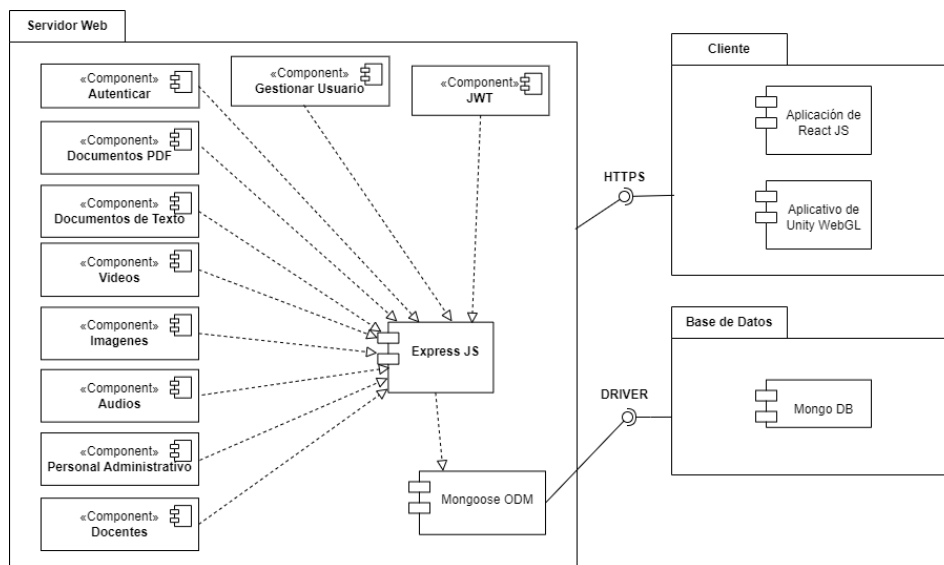 Servidor Web
«Component»
Autenticar
«Component»
Gestionar Usuario
«Component»
JWT
«Component»
Documentos PDF
«Component»
Documentos de Texto
«Component»
Videos
«Component»
Imagenes
«Component»
Audios
«Component»
Personal Administrativo
«Component»
Docentes
Express JS
Mongoose ODM
HTTPS
DRIVER
Cliente
Aplicación de
React JS
Aplicativo de
Unity WebGL
Base de Datos
Mongo DB